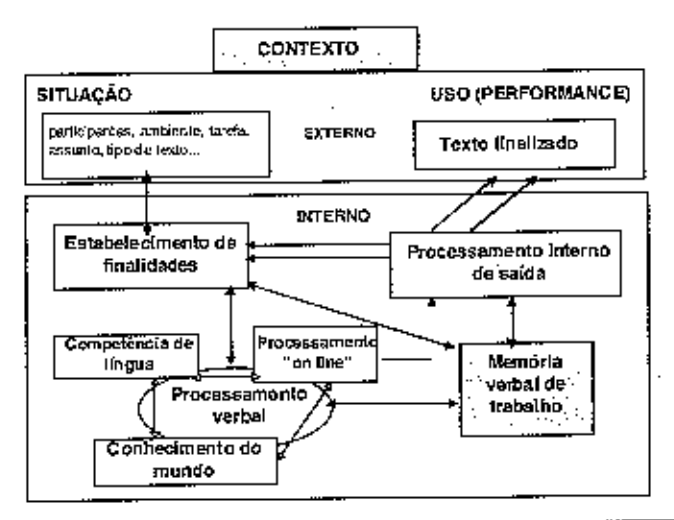 CONTEXTO
SITUAÇÃO
USO (PERFORMANCE)
participantes, ambiente, tarefa,
assunto, tipo de texto...
EXTERNO
Texto finalizado
INTERNO
Estabelecimento de
finalidades
Processamento Interno
de saída
Competência de
língua
Processamento
"on line"
Memória
verbal de
trabalho
Processamento
verbal
Conhecimento do
mundo